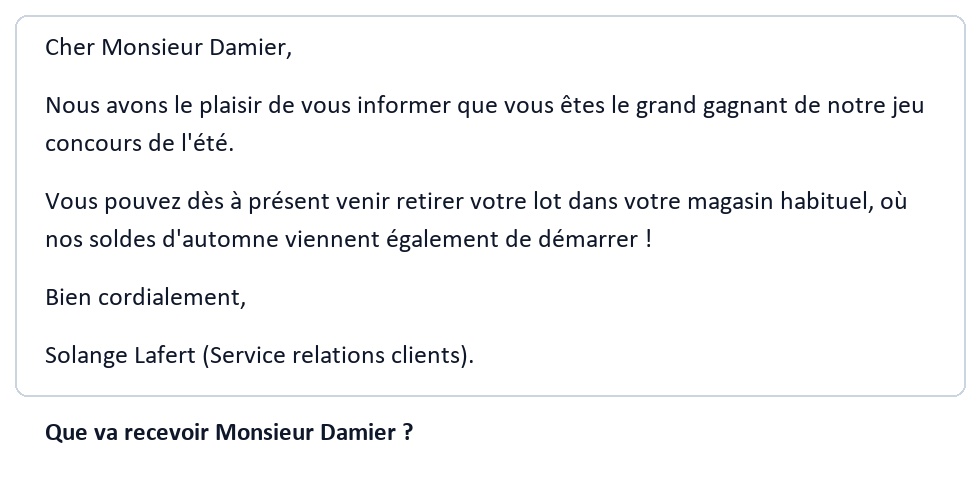 Cher Monsieur Damier,
Nous avons le plaisir de vous informer que vous êtes le grand gagnant de notre jeu
concours de l'été.
Vous pouvez dès à présent venir retirer votre lot dans votre magasin habituel, où
nos soldes d'automne viennent également de démarrer !
Bien cordialement,
Solange Lafert (Service relations clients).
Que va recevoir Monsieur Damier ?